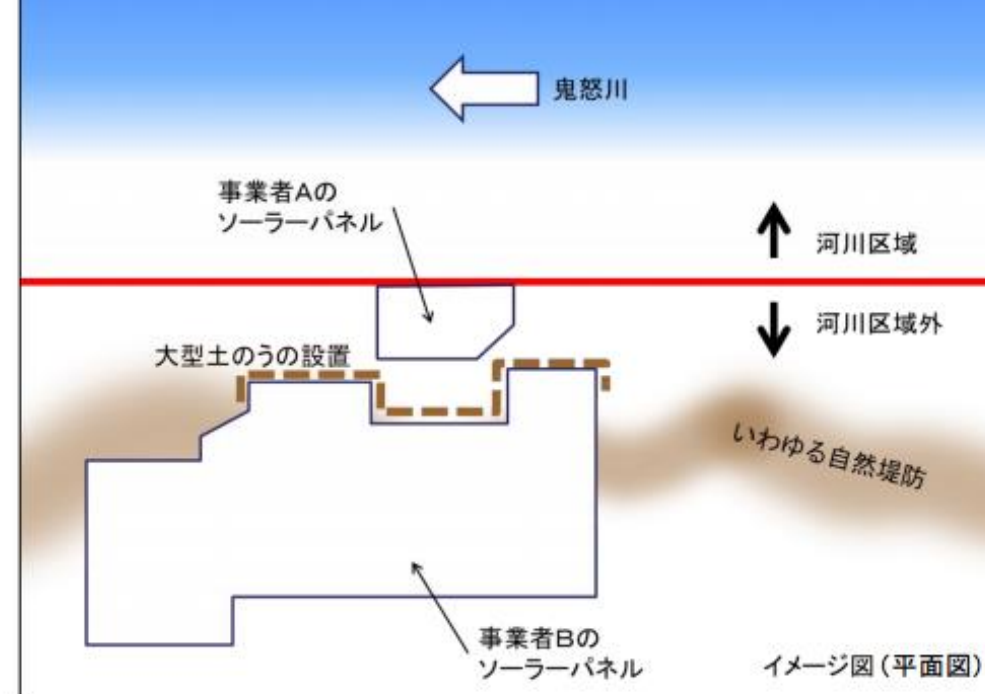 鬼怒川
事業者Aの
ソーラーパネル
河川区域
河川区域外
大型土のうの設置
いわゆる自然堤防
事業者Bの
ソーラーパネル
イメージ図(平面図)